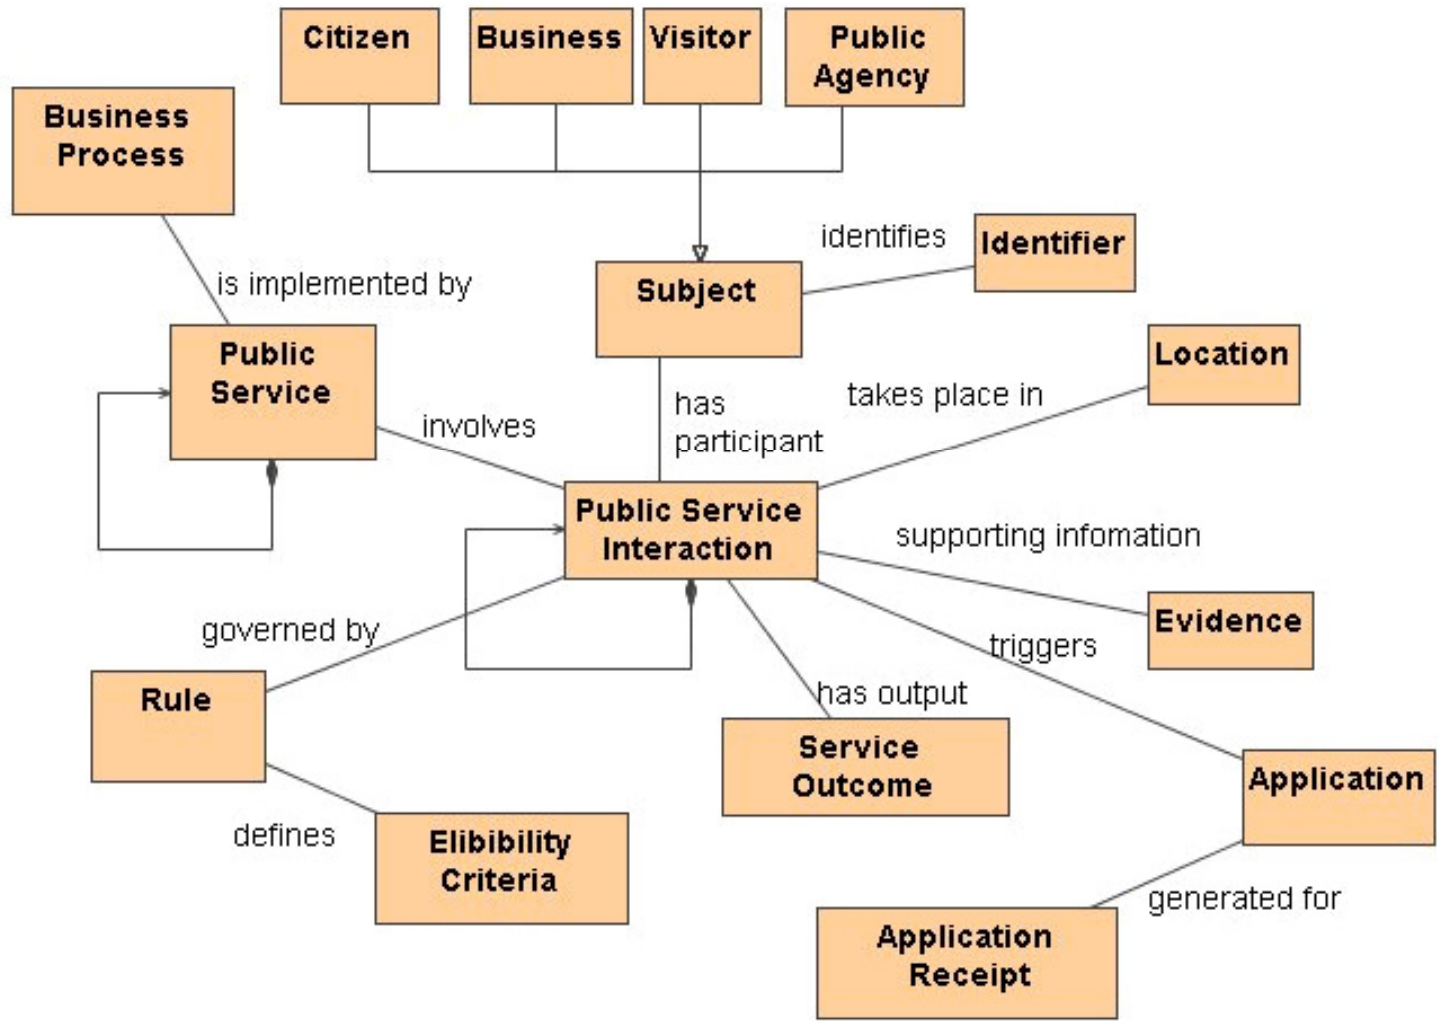 Citizen
Business
Visitor
Public
Agency
Business
Process
identifies
Identifier
is implemented by
Subject
Public
Service
Location
has
participant
takes place in
involves
Public Service
Interaction
supporting infomation
governed by
Evidence
triggers
Rule
has output
Service
Outcome
Application
defines
Elibibility
Criteria
generated for
Application
Receipt